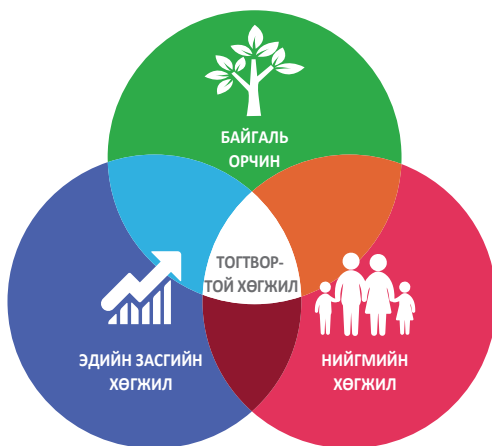 БАЙГАЛЬ
ОРЧИН
ТОГТВОР-
ТОЙ ХӨГЖИЛ
ЭДИЙН ЗАСГИЙН
ХӨГЖИЛ
НИЙГМИЙН
ХӨГЖИЛ